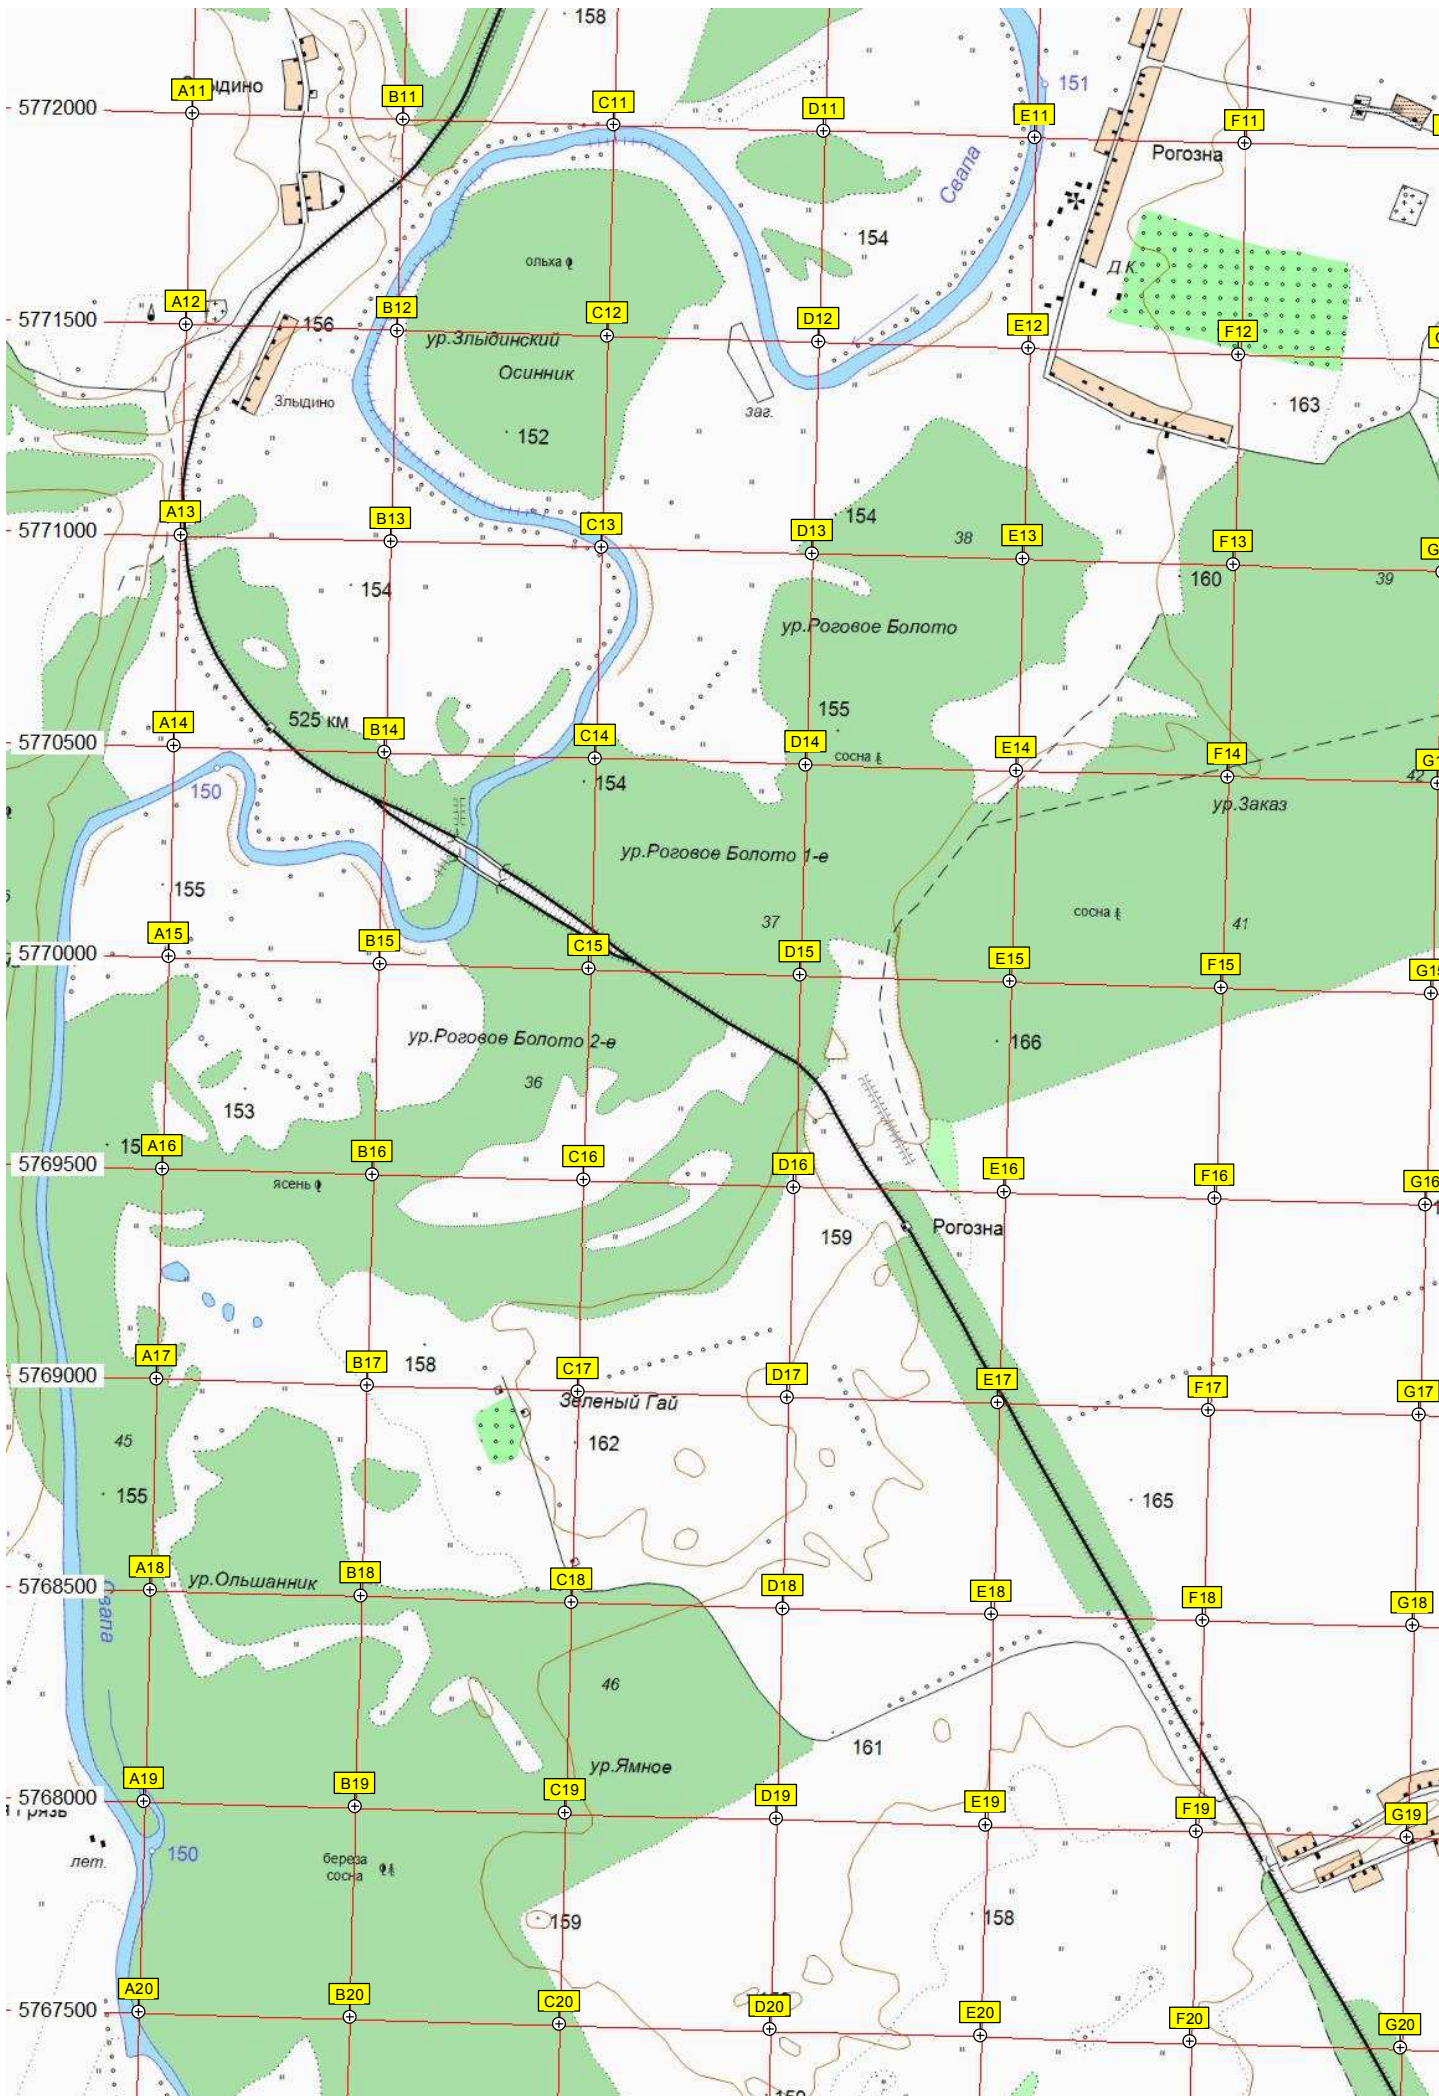 158
151
ыдино
A11
B11
C11
D11
E11
F11
5772000
Рогозна
Свапа
154
ольха
Д.К.
A12
B12
C12
D12
E12
F12
5771500
156
ур.Злыдинский
Осинник
Злыдино
заг.
163
152
A13
B13
C13
D13
E13
F13
G
5771000
154
38
160
39
154
ур.Роговое Болото
155
525 км
A14
B14
C14
D14
E14
F14
G1
5770500
сосна
42
150
154
ур.Заказ
ур.Роговое Болото 1-е
155
37
сосна
41
A15
B15
C15
D15
E15
F15
G15
5770000
ур.Роговое Болото 2-е
166
36
153
15
A16
B16
C16
D16
E16
F16
G16
5769500
ясень
159
Рогозна
A17
B17
C17
D17
E17
F17
G17
5769000
158
Зеленый Гай
45
162
155
165
A18
B18
C18
D18
E18
F18
G18
5768500
ур.Ольшанник
Свапа
46
161
ур.Ямное
A19
B19
C19
D19
E19
F19
G19
5768000
я Грязь
лет.
150
береза
сосна
159
158
A20
B20
C20
D20
E20
F20
G20
5767500